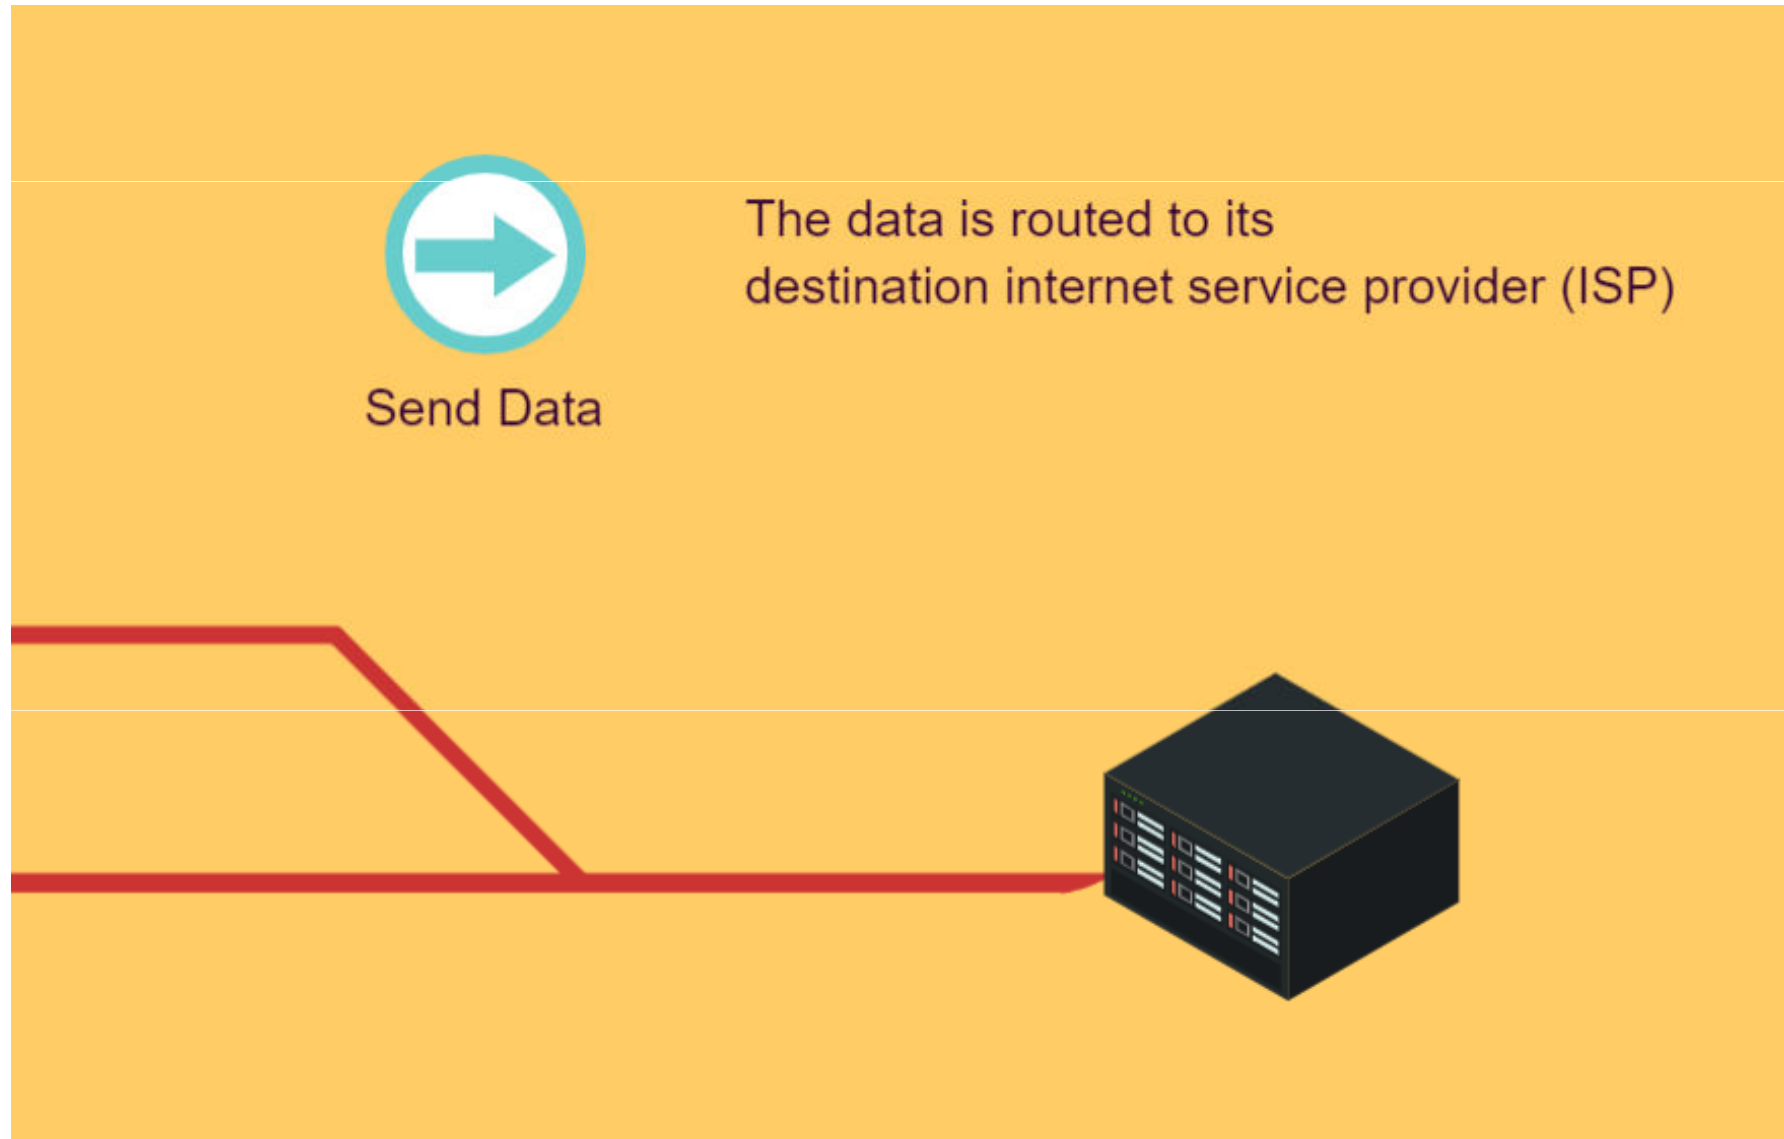 The data is routed to its
destination internet service provider (ISP)
Send Data